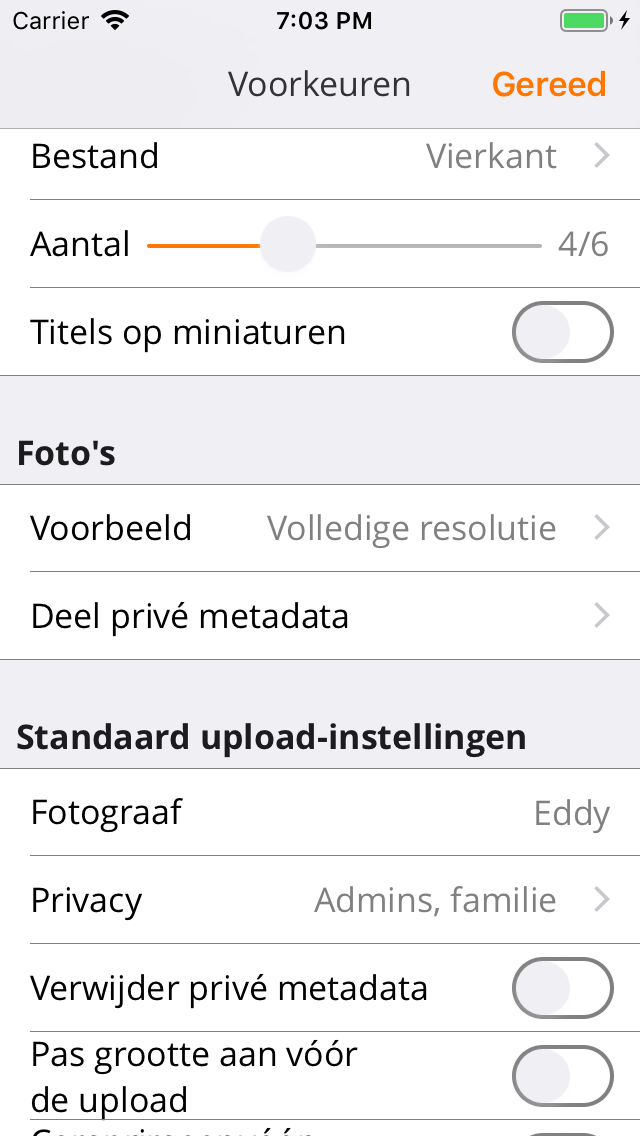 Carrier 7:03 PM
Voorkeuren Gereed
Bestand Vierkant
Aantal 4/6
Titels op miniaturen
Foto's
Voorbeeld Volledige resolutie
Deel privé metadata
Standaard upload-instellingen
Fotograaf Eddy
Privacy Admins, familie
Verwijder privé metadata
Pas grootte aan vóór
de upload